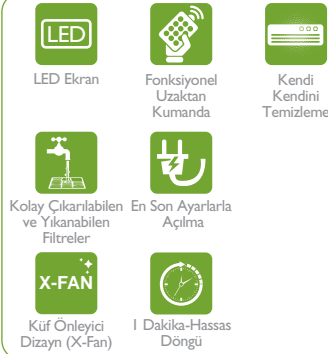 LED
LED Ekran
Fonksiyonel
Uzaktan
Kumanda
Kendi
Kendini
Temizleme
Kolay Çıkarılabilen
ve Yıkanabilen
Filtreler
En Son Ayarlarla
Açılma
X-FAN
Küf Önleyici
Dizayn (X-Fan)
1 Dakika-Hassas
Döngü